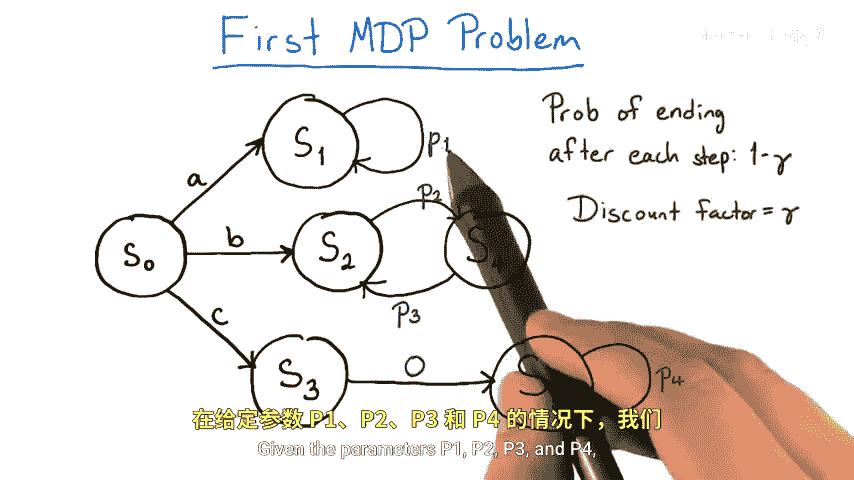 First MDP Problem
Prob of ending
after each step: 1-γ
Discount factor = γ
S1
P1
a
P2
S0
b
S2
S
P3
c
S3
0
S
P4
在给定参数 P1、P2、P3 和 P4 的情况下，我们
Given the parameters P1, P2, P3, and P4,